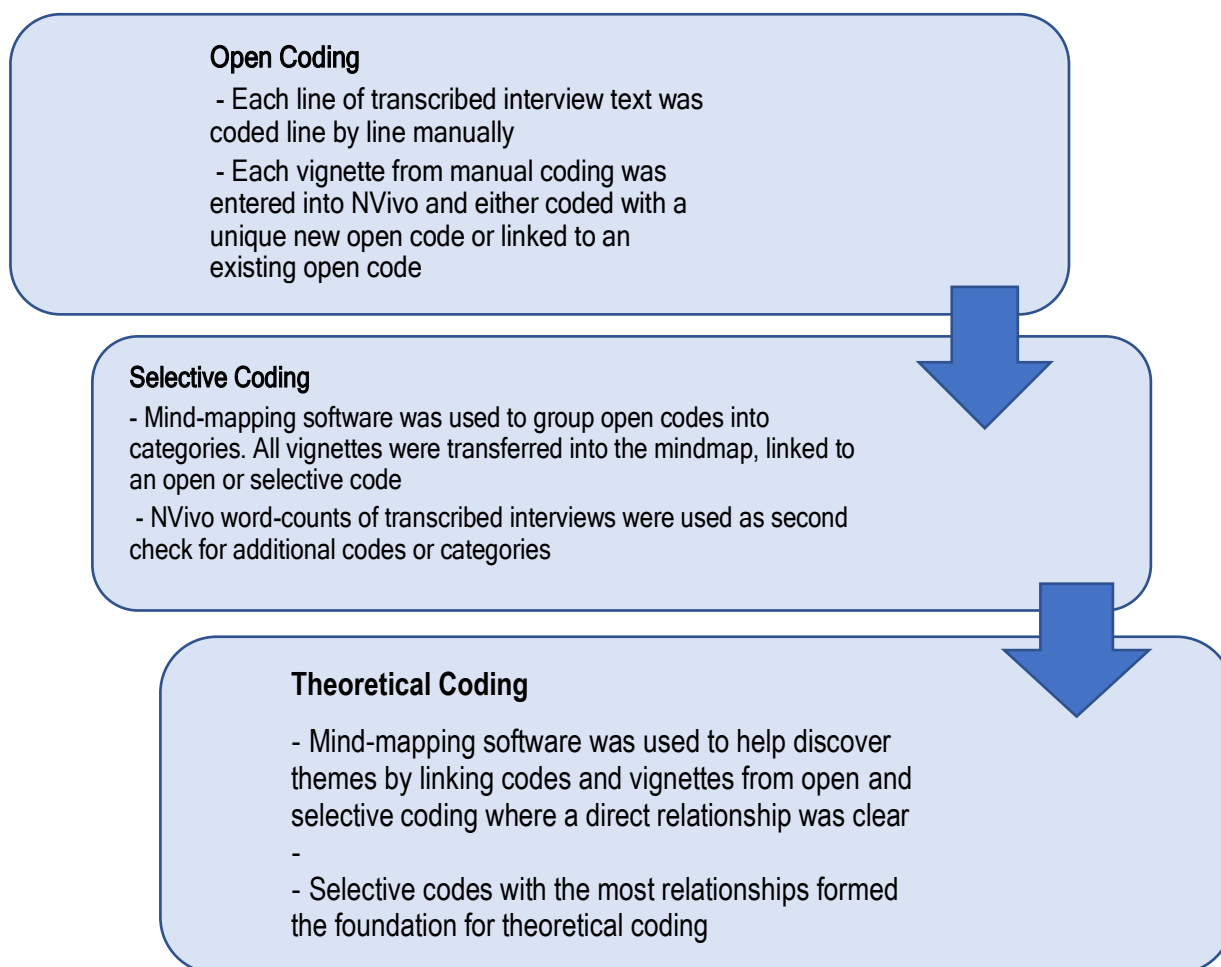 Open Coding
- Each line of transcribed interview text was
coded line by line manually
- Each vignette from manual coding was
entered into NVivo and either coded with a
unique new open code or linked to an
existing open code
Selective Coding
- Mind-mapping software was used to group open codes into
categories. All vignettes were transferred into the mindmap, linked to
an open or selective code
- NVivo word-counts of transcribed interviews were used as second
check for additional codes or categories
Theoretical Coding
- Mind-mapping software was used to help discover
themes by linking codes and vignettes from open and
selective coding where a direct relationship was clear
-
- Selective codes with the most relationships formed
the foundation for theoretical coding